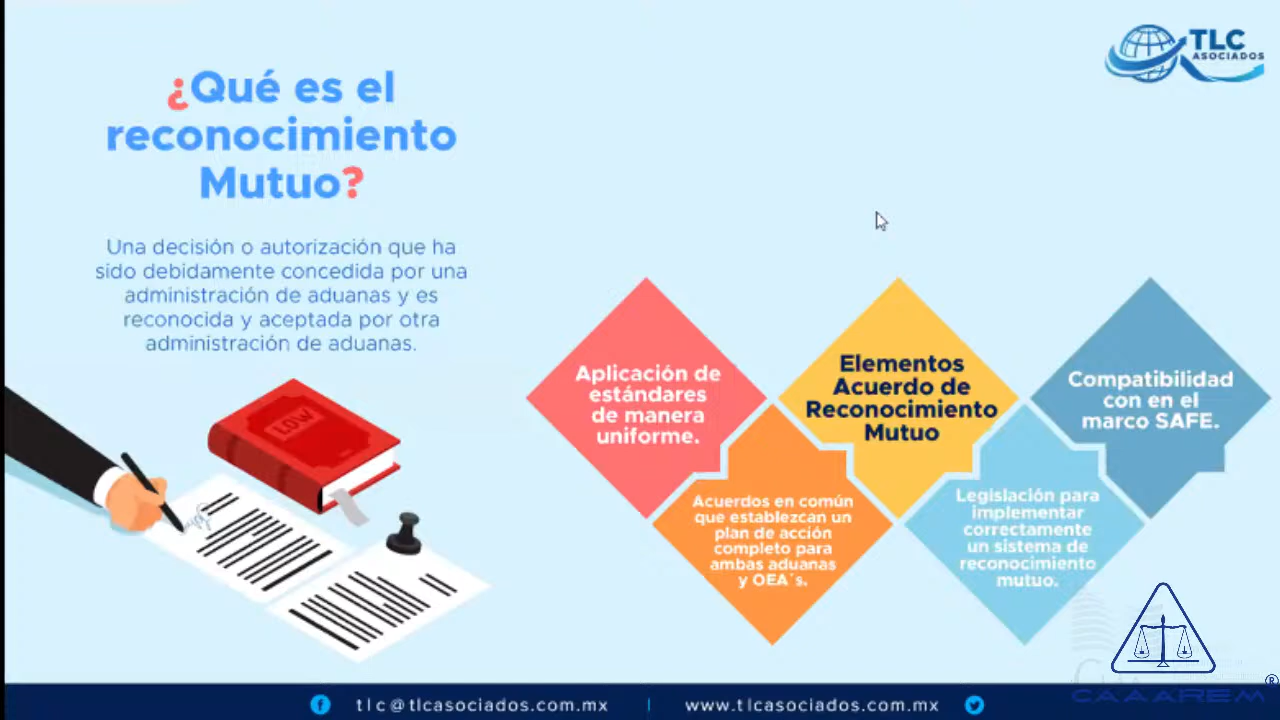 TLC
ASOCIADOS
¿Qué es el
reconocimiento
Mutuo?
Una decisión o autorización que ha
sido debidamente concedida por una
administración de aduanas y es
reconocida y aceptada por otra
administración de aduanas.
LOW
Aplicación de
estándares
de manera
uniforme.
Acuerdos en común
que establezcan un
plan de acción
completo para
ambas aduanas
y OEA´s.
Elementos
Acuerdo de
Reconocimiento
Mutuo
Legislación para
implementar
correctamente
un sistema de
reconocimiento
mutuo.
Compatibilidad
con en el
marco SAFE.
CAAAREM®
tlc@tlcasociados.com.mx | www.tlcasociados.com.mx